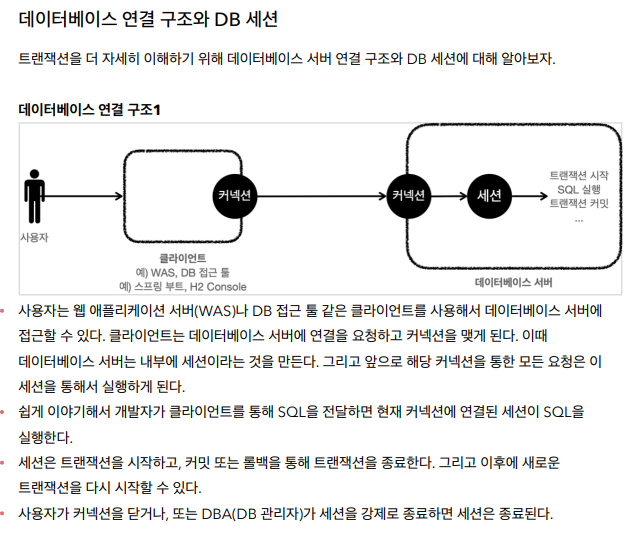 데이터베이스 연결 구조와 DB 세션
트랜잭션을 더 자세히 이해하기 위해 데이터베이스 서버 연결 구조와 DB 세션에 대해 알아보자.
데이터베이스 연결 구조1
커넥션
커넥션
세션
트랜잭션 시작
SQL 실행
트랜잭션 커밋
...
사용자
클라이언트
예) WAS, DB 접근 툴
예) 스프링 부트, H2 Console
데이터베이스 서버
• 사용자는 웹 애플리케이션 서버(WAS)나 DB 접근 툴 같은 클라이언트를 사용해서 데이터베이스 서버에
접근할 수 있다. 클라이언트는 데이터베이스 서버에 연결을 요청하고 커넥션을 맺게 된다. 이때
데이터베이스 서버는 내부에 세션이라는 것을 만든다. 그리고 앞으로 해당 커넥션을 통한 모든 요청은 이
세션을 통해서 실행하게 된다.
• 쉽게 이야기해서 개발자가 클라이언트를 통해 SQL을 전달하면 현재 커넥션에 연결된 세션이 SQL을
실행한다.
• 세션은 트랜잭션을 시작하고, 커밋 또는 롤백을 통해 트랜잭션을 종료한다. 그리고 이후에 새로운
트랜잭션을 다시 시작할 수 있다.
• 사용자가 커넥션을 닫거나, 또는 DBA(DB 관리자)가 세션을 강제로 종료하면 세션은 종료된다.